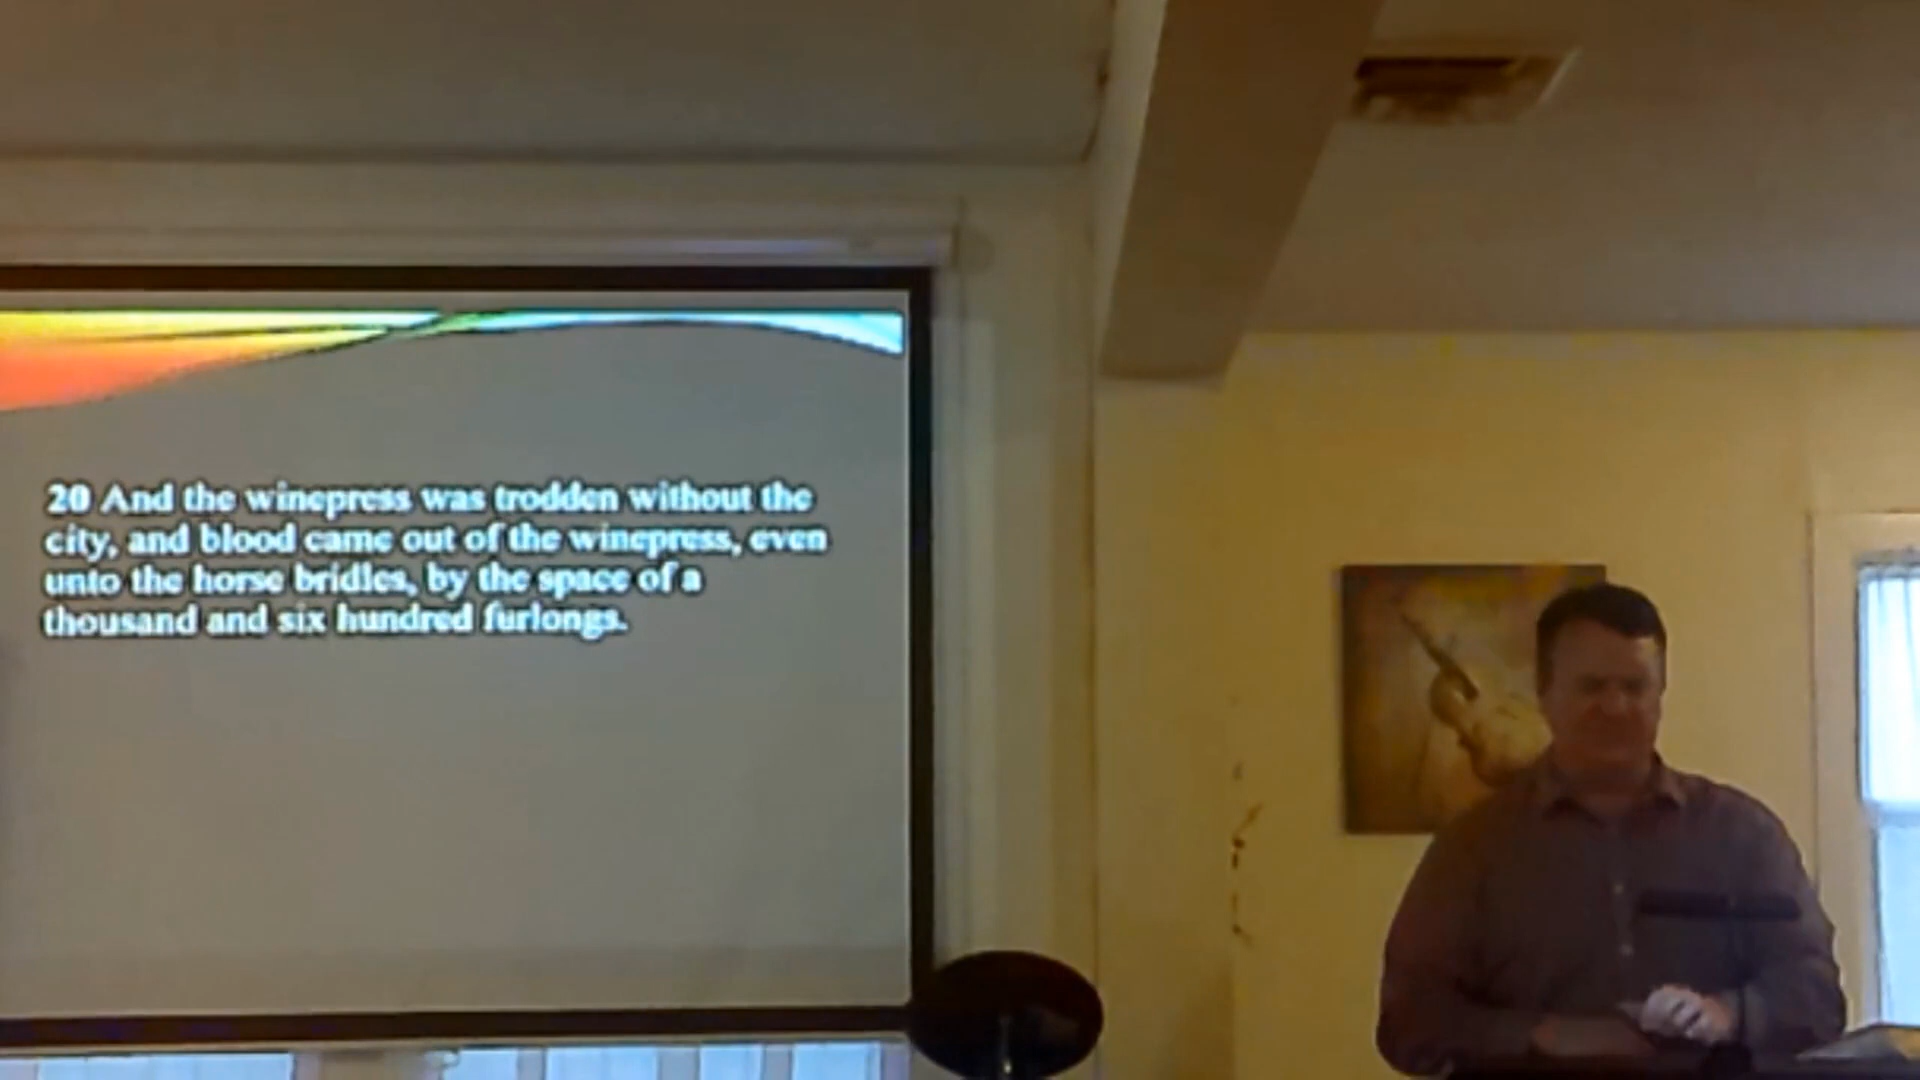 20 And the winepress was trodden without the
city, and blood came out of the winepress, even
unto the horse bridles, by the space of a
thousand and six hundred furlongs.